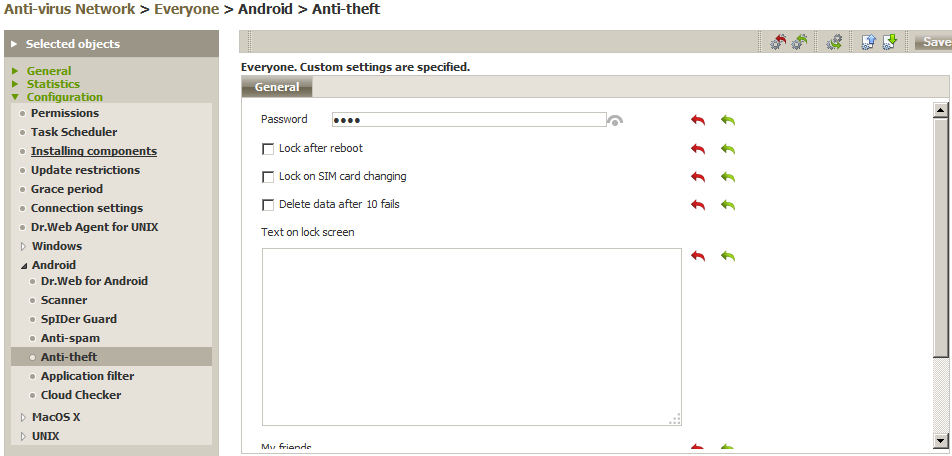 Anti-virus Network > Everyone > Android > Anti-theft
Selected objects
General
Statistics
Configuration
Permissions
Task Scheduler
Installing components
Update restrictions
Grace period
Connection settings
Dr.Web Agent for UNIX
Windows
Android
Dr.Web for Android
Scanner
SpIDer Guard
Anti-spam
Anti-theft
Application filter
Cloud Checker
MacOS X
UNIX
Save
Everyone. Custom settings are specified.
General
Password ●●●●
Lock after reboot
Lock on SIM card changing
Delete data after 10 fails
Text on lock screen
My friends